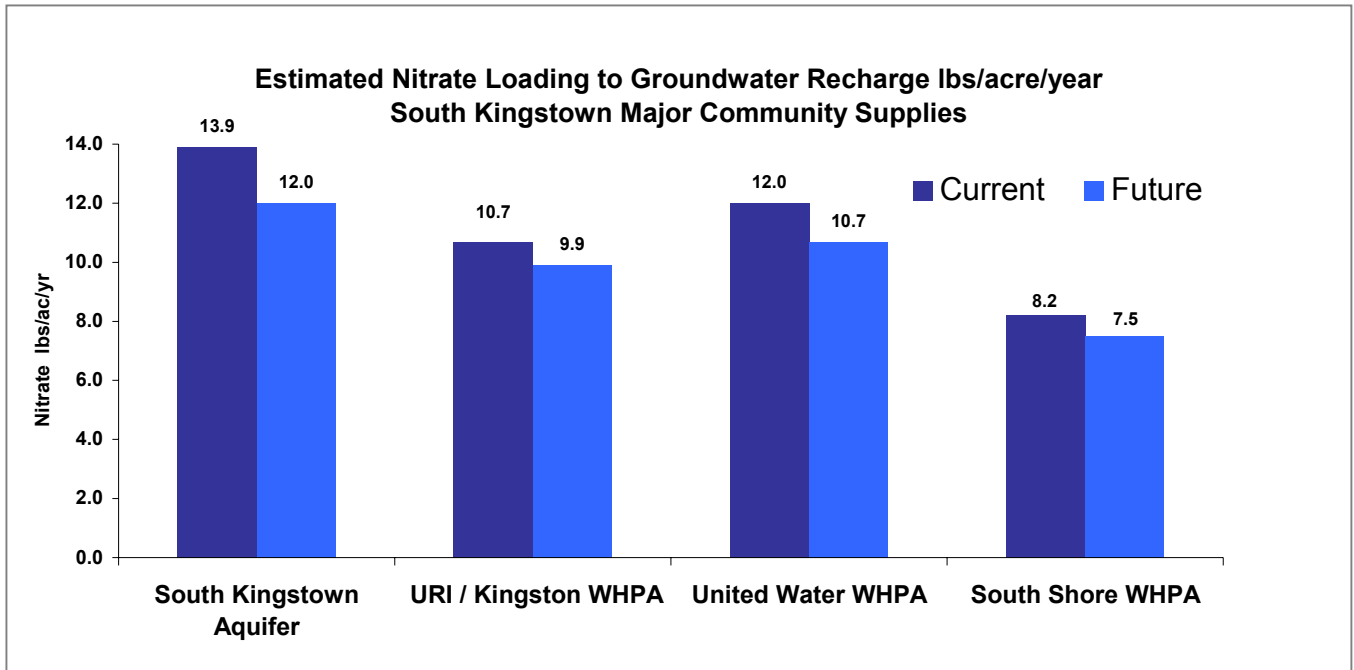 Estimated Nitrate Loading to Groundwater Recharge lbs/acre/year
South Kingstown Major Community Supplies
Current
Future
Nitrate lbs/ac/yr
14.0
12.0
10.0
8.0
6.0
4.0
2.0
0.0
13.9
12.0
10.7
9.9
12.0
10.7
8.2
7.5
South Kingstown
Aquifer
URI / Kingston WHPA
United Water WHPA
South Shore WHPA